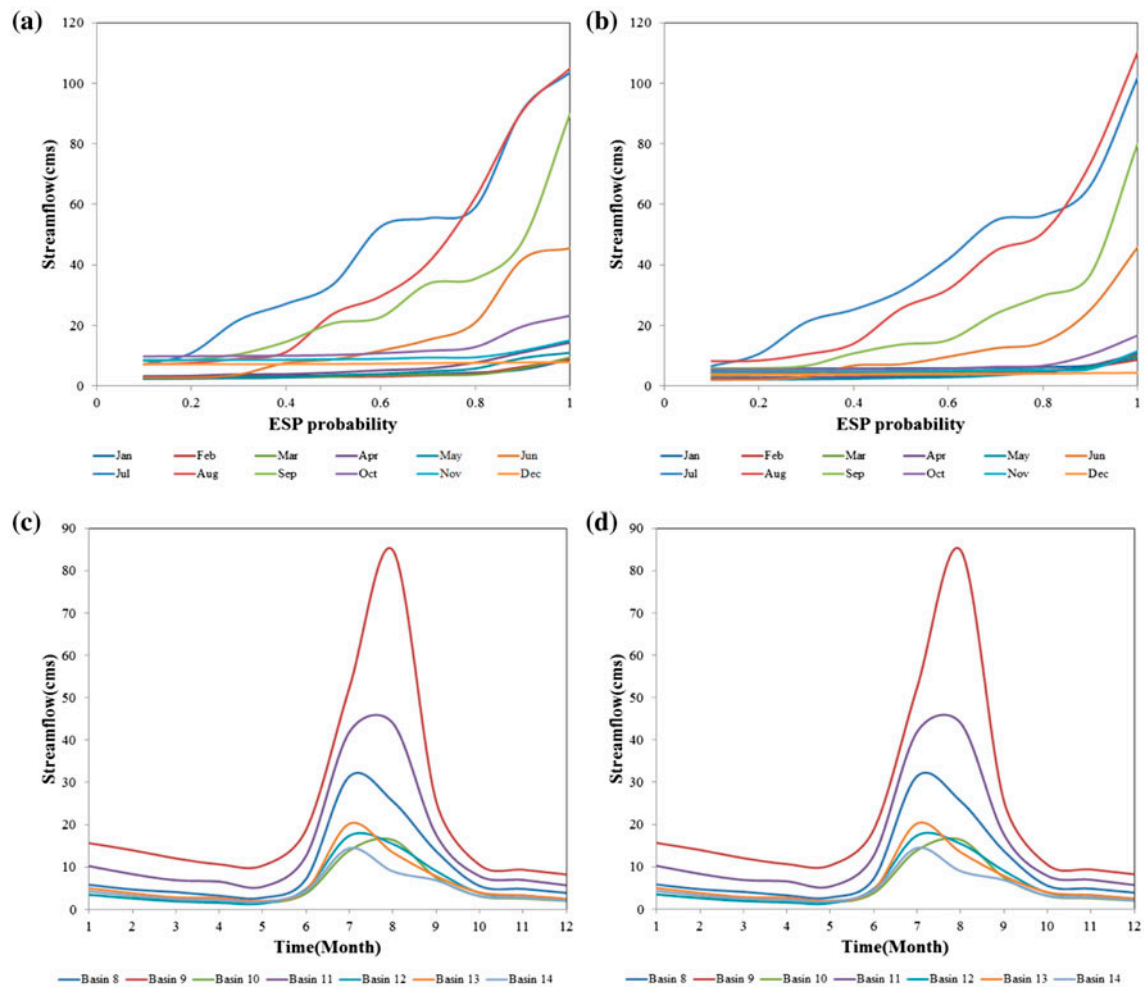 (a)
120
100
80
60
40
20
0
Streamflow(cms)
0 0.2 0.4 0.6 0.8 1
ESP probability
Jan Feb Mar Apr May Jun
Jul Aug Sep Oct Nov Dec
(b)
120
100
80
60
40
20
0
Streamflow(cms)
0 0.2 0.4 0.6 0.8 1
ESP probability
Jan Feb Mar Apr May Jun
Jul Aug Sep Oct Nov Dec
(c)
90
80
70
60
50
40
30
20
10
0
Streamflow(cms)
1 2 3 4 5 6 7 8 9 10 11 12
Time(Month)
Basin 8 Basin 9 Basin 10 Basin 11 Basin 12 Basin 13 Basin 14
(d)
90
80
70
60
50
40
30
20
10
0
Streamflow(cms)
1 2 3 4 5 6 7 8 9 10 11 12
Time(Month)
Basin 8 Basin 9 Basin 10 Basin 11 Basin 12 Basin 13 Basin 14